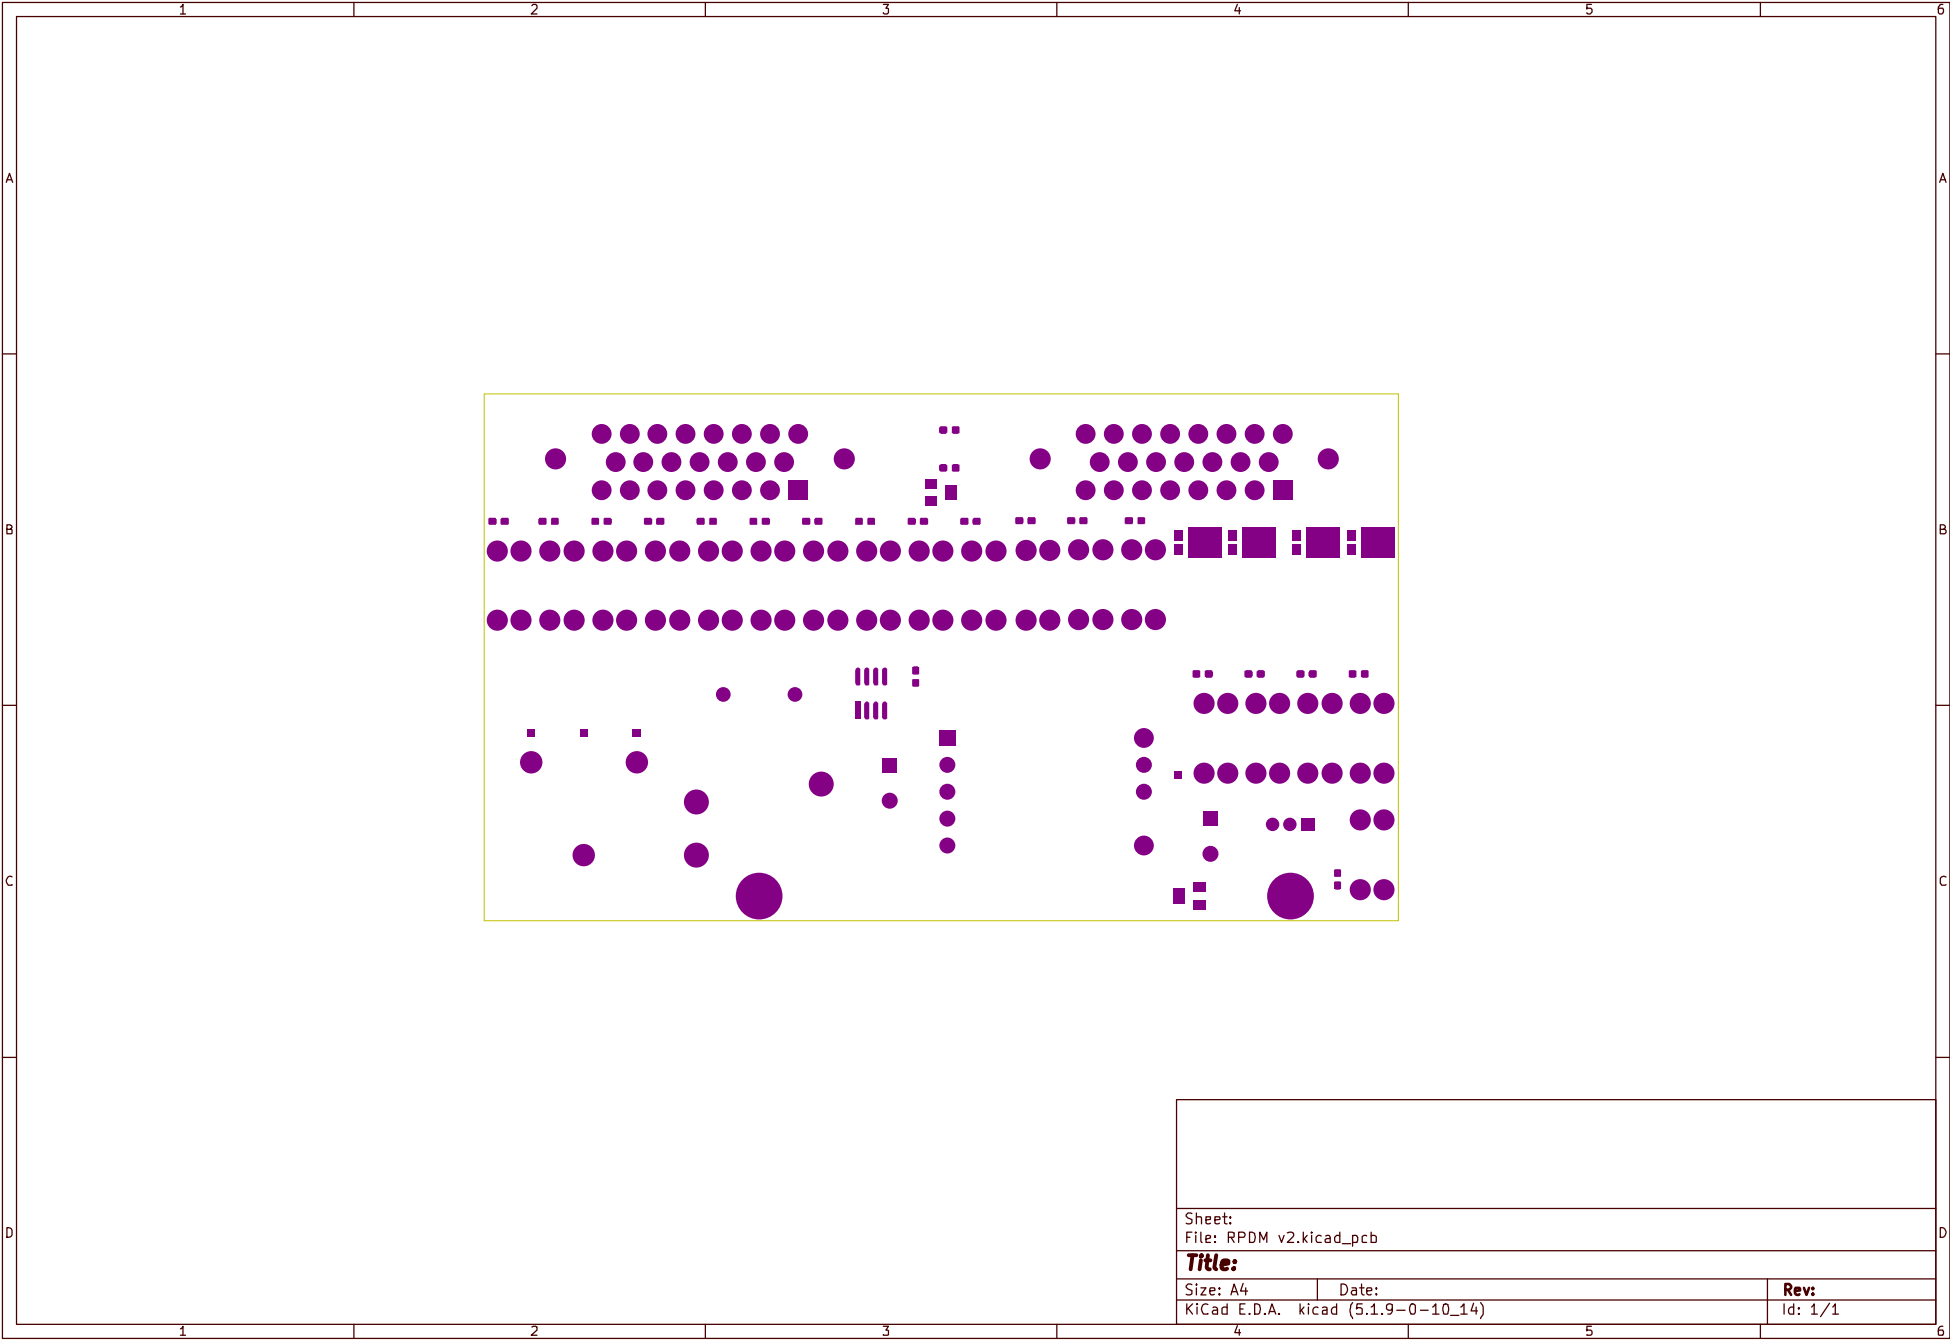 1 2 3 4 5 6
A A
B B
C C
Sheet:
File: RPDM v2.kicad_pcb
D D
Title:
Size: A4 Date: Rev:
KiCad E.D.A. kicad (5.1.9-0-10_14) Id: 1/1
1 2 3 4 5 6